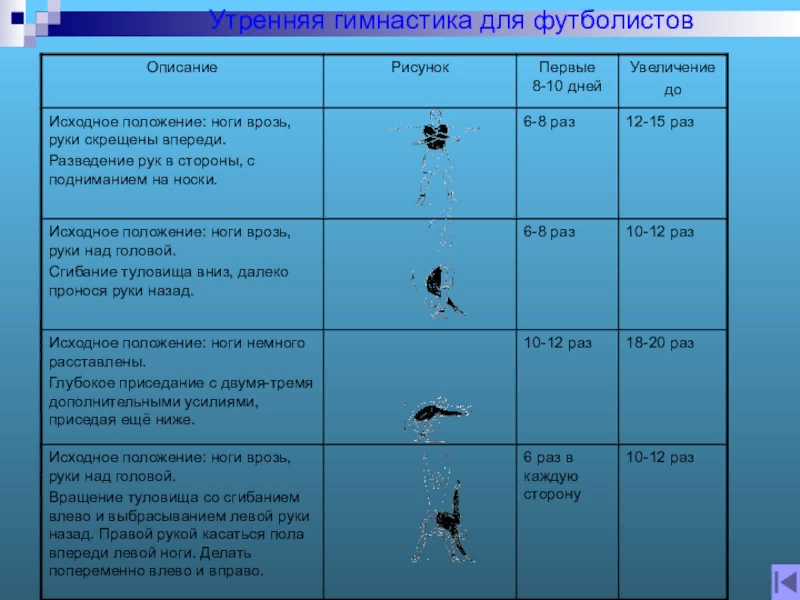 Утренняя гимнастика для футболистов
Описание
Рисунок
Первые
8-10 дней
Увеличение
до
Исходное положение: ноги врозь,
руки скрещены впереди.
Разведение рук в стороны, с
подниманием на носки.
6-8 раз
12-15 раз
Исходное положение: ноги врозь,
руки над головой.
Сгибание туловища вниз, далеко
пронося руки назад.
6-8 раз
10-12 раз
Исходное положение: ноги немного
расставлены.
Глубокое приседание с двумя-тремя
дополнительными усилиями,
приседая ещё ниже.
10-12 раз
18-20 раз
Исходное положение: ноги врозь,
руки над головой.
Вращение туловища со сгибанием
влево и выбрасыванием левой руки
назад. Правой рукой касаться пола
впереди левой ноги. Делать
попеременно влево и вправо.
6 раз в
каждую
сторону
10-12 раз